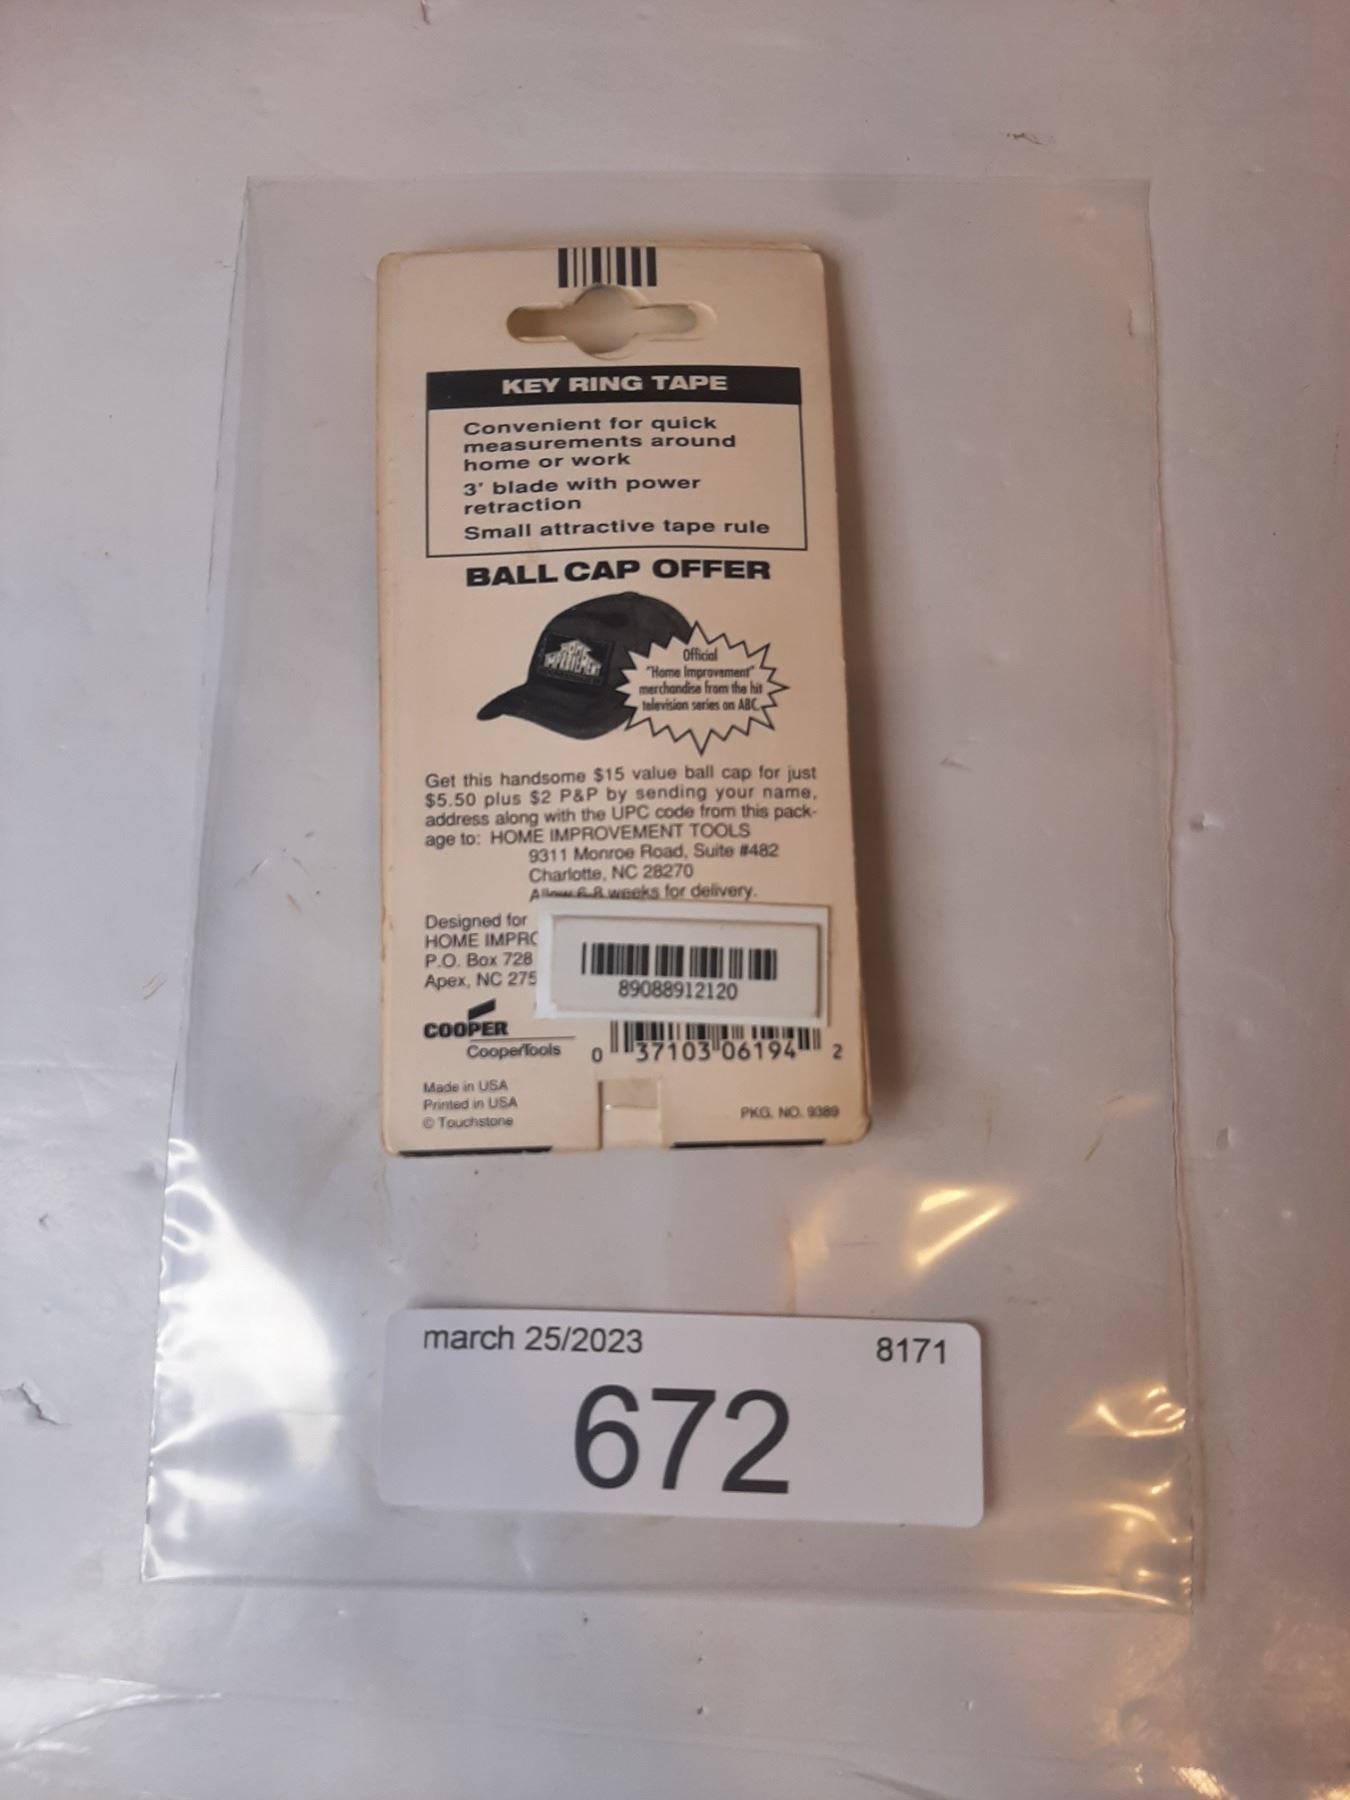 KEY RING TAPE
Convenient for quick
measurements around
home or work
3' blade with power
retraction
Small attractive tape rule
BALL CAP OFFER
HOME
IMPROVEMENT
Official
"Home Improvement"
merchandise from the hit
television series on ABC
Get this handsome $15 value ball cap for just
$5.50 plus $2 P&P by sending your name,
address along with the UPC code from this pack-
age to: HOME IMPROVEMENT TOOLS
9311 Monroe Road, Suite #482
Charlotte, NC 28270
Allow 6-8 weeks for delivery.
Designed for
HOME IMPRO
P.O. Box 728
Apex, NC 275
89088912120
COOPER
CooperTools
0 37103 06194 2
Made in USA
Printed in USA
© Touchstone
PKG. NO. 9389
march 25/2023 8171
672